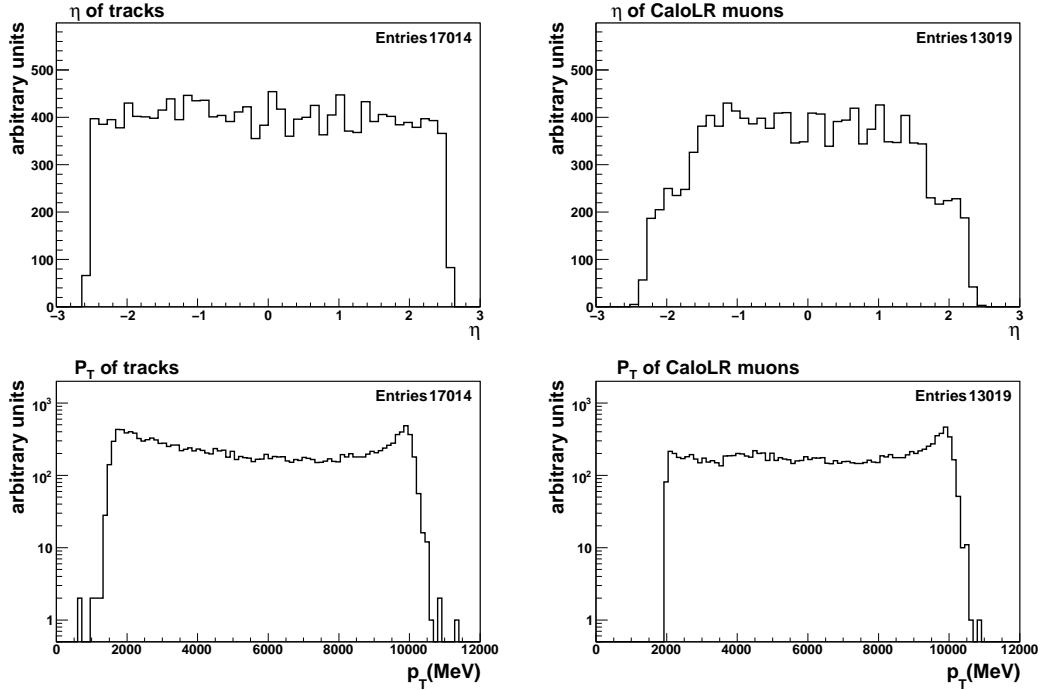 η of tracks
Entries 17014
arbitrary units
500
400
300
200
100
0
−3 −2 −1 0 1 2 3
η
η of CaloLR muons
Entries 13019
arbitrary units
500
400
300
200
100
0
−3 −2 −1 0 1 2 3
η
P_T of tracks
Entries 17014
arbitrary units
10^3
10^2
10
1
0 2000 4000 6000 8000 10000 12000
p_T(MeV)
P_T of CaloLR muons
Entries 13019
arbitrary units
10^3
10^2
10
1
0 2000 4000 6000 8000 10000 12000
p_T(MeV)